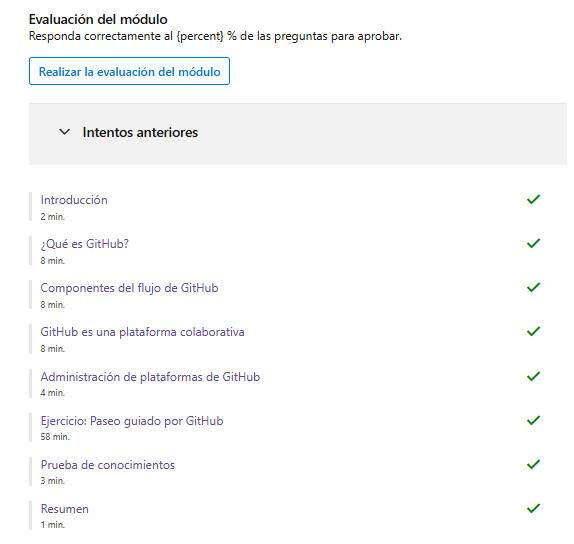 Evaluación del módulo
Responda correctamente al {percent} % de las preguntas para aprobar.
Realizar la evaluación del módulo
Intentos anteriores
Introducción
2 min.
¿Qué es GitHub?
8 min.
Componentes del flujo de GitHub
8 min.
GitHub es una plataforma colaborativa
8 min.
Administración de plataformas de GitHub
4 min.
Ejercicio: Paseo guiado por GitHub
58 min.
Prueba de conocimientos
3 min.
Resumen
1 min.